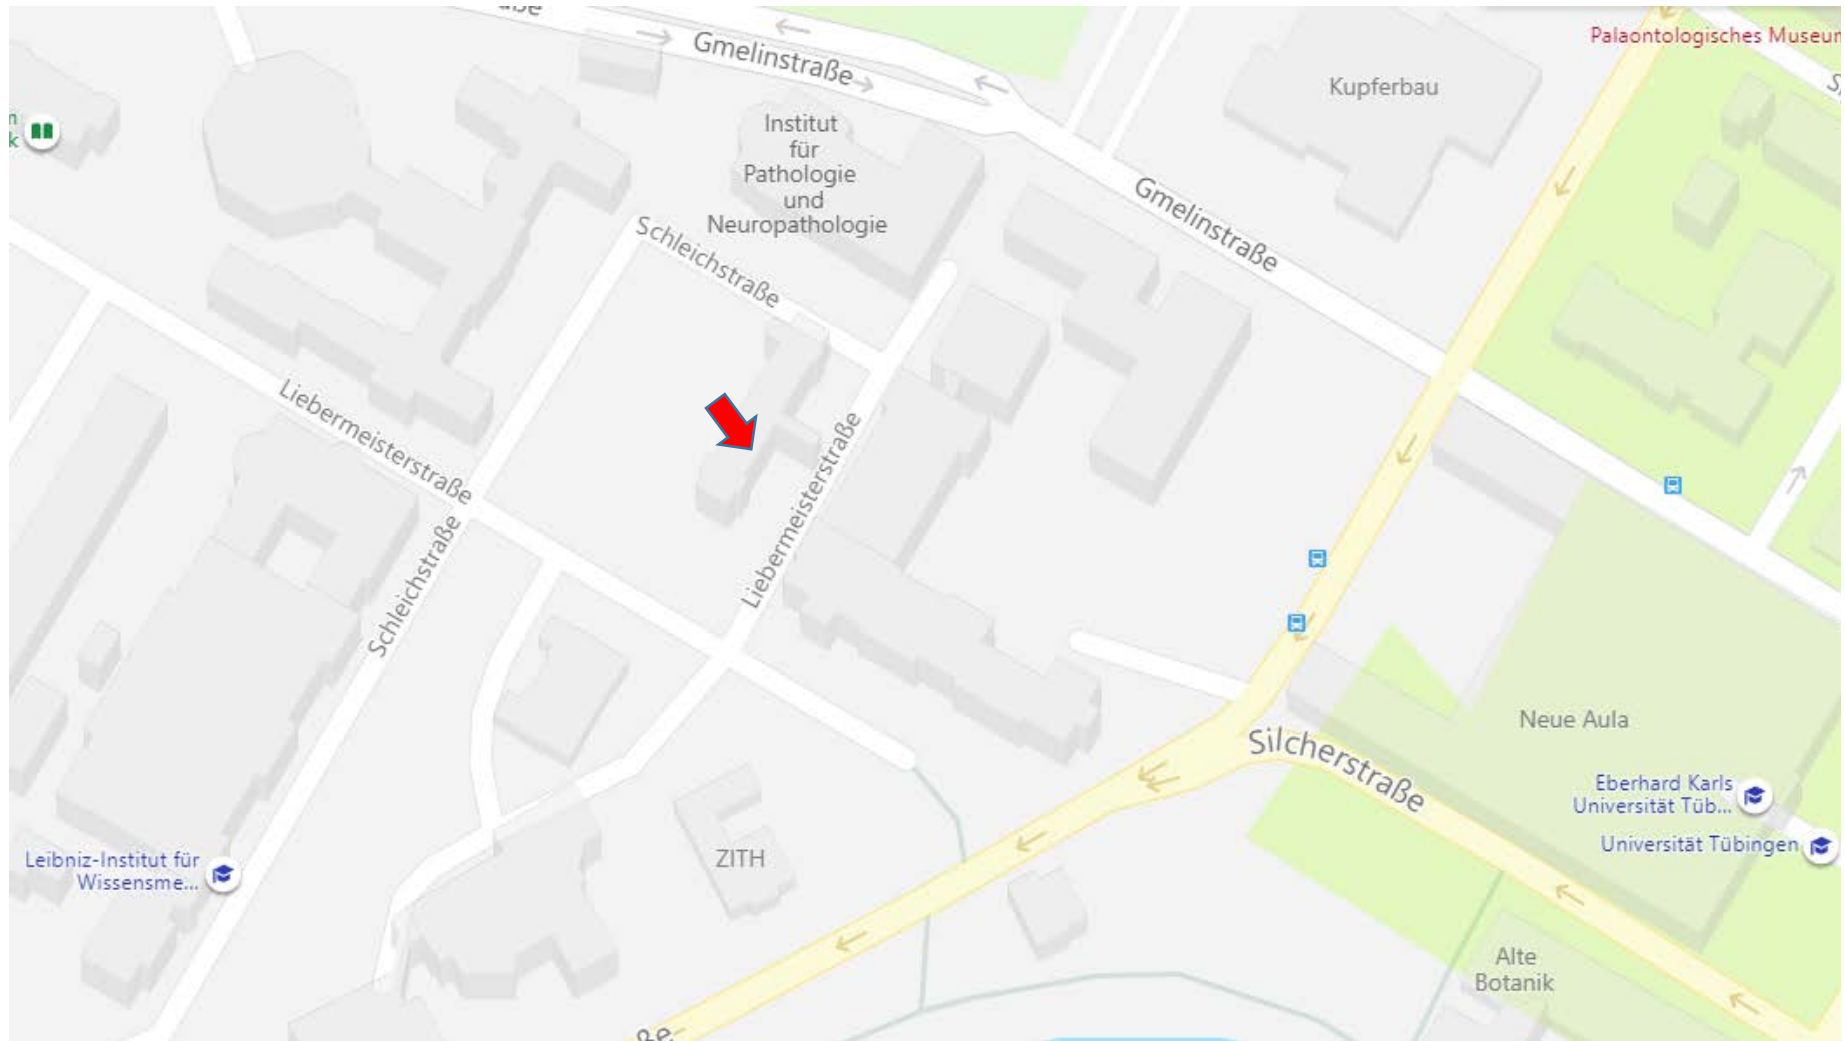 Gmelinstraße
Palaontologisches Museum
Kupferbau
Institut
für
Pathologie
und
Neuropathologie
Schleichstraße
Gmelinstraße
Liebermeisterstraße
Liebermeisterstraße
Schleichstraße
Silcherstraße
Neue Aula
Eberhard Karls
Universität Tüb...
Universität Tübingen
ZITH
Leibniz-Institut für
Wissensme...
Alte
Botanik